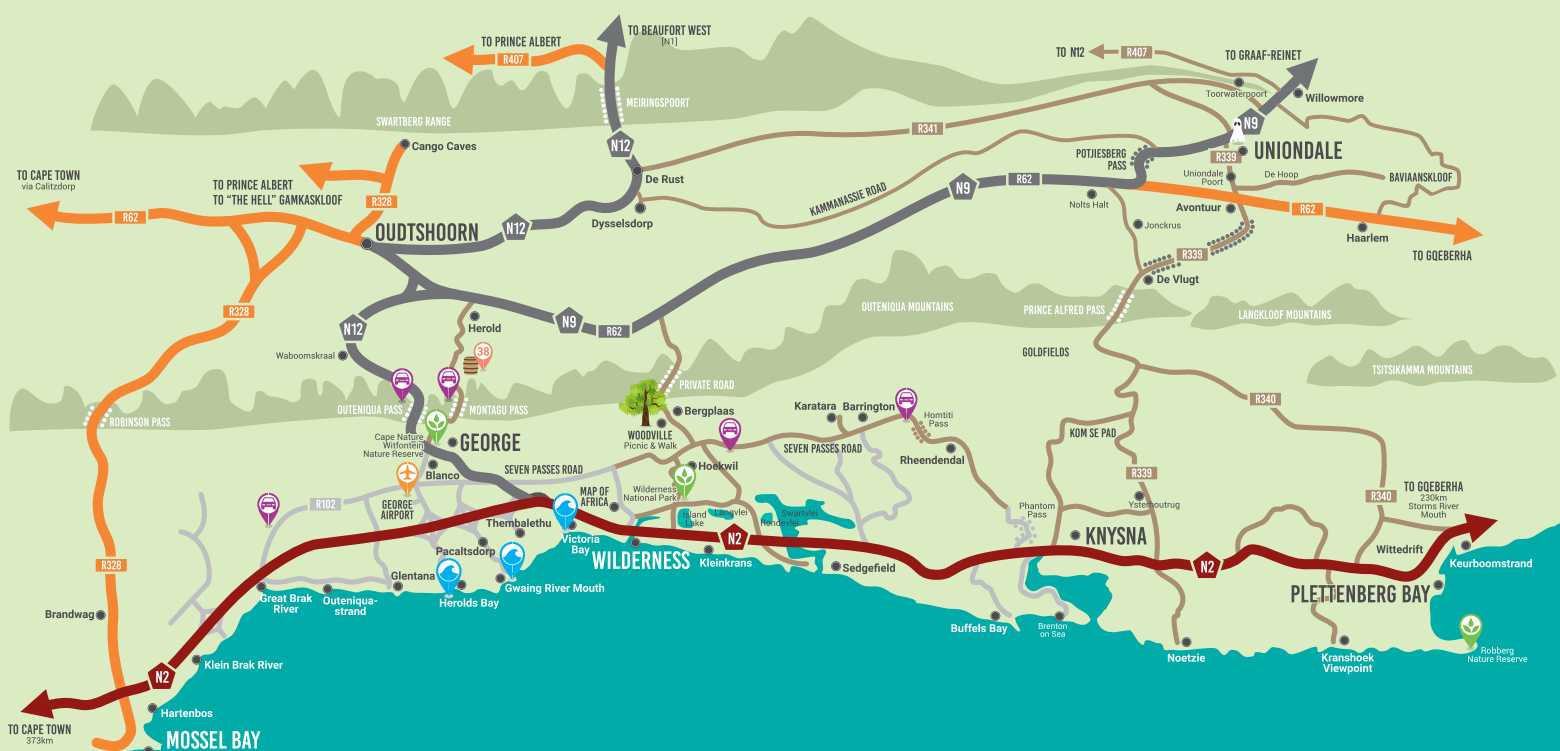 TO PRINCE ALBERT
R407
TO BEAUFORT WEST
[N1]
TO N12
R407
TO GRAAF-REINET
Toorwaterpoort
Willowmore
MEIRINGSPOORT
SWARTBERG RANGE
Cango Caves
N12
R341
N9
UNIONDALE
R339
POTJIESBERG
PASS
TO CAPE TOWN
via Calitzdorp
TO PRINCE ALBERT
TO “THE HELL” GAMKASKLOOF
R328
R62
De Rust
KAMMANASSIE ROAD
N9
R62
Nolts Halt
Uniondale
Poort
De Hoop
BAVIAANSKLOOF
Avontuur
R62
Haarlem
TO GQEBERHA
OUDTSHOORN
N12
Dysselsdorp
Jonckrus
R339
De Vlugt
R328
N12
N9
R62
Herold
OUTENIQUA MOUNTAINS
PRINCE ALFRED PASS
LANGKLOOF MOUNTAINS
Waboomskraal
38
GOLDFIELDS
TSITSIKAMMA MOUNTAINS
PRIVATE ROAD
ROBINSON PASS
OUTENIQUA PASS
MONTAGU PASS
Bergplaas
Karatara
Barrington
Homtiti
Pass
R340
Cape Nature
Witfontein
Nature Reserve
GEORGE
WOODVILLE
Picnic & Walk
SEVEN PASSES ROAD
KOM SE PAD
Rheenendal
Blanco
SEVEN PASSES ROAD
Hoekwil
R339
R102
GEORGE
AIRPORT
MAP OF
AFRICA
Wilderness
National Park
Island
Lake
Langvlei
Rondevlei
Swartvlei
Phantom
Pass
Ysternoutrug
R340
TO GQEBERHA
230km
Storms River
Mouth
Thembalethu
Victoria
Bay
WILDERNESS
N2
Kleinkrans
KNYSNA
Wittedrift
Keurboomstrand
R328
Pacaltsdorp
Glentana
Gwaing River Mouth
Sedgefield
N2
PLETTENBERG BAY
Great Brak
River
Outeniqua-
strand
Herolds Bay
Brandwag
Buffels Bay
Brenton
on Sea
Noetzie
Kranshoek
Viewpoint
Robberg
Nature Reserve
Klein Brak River
N2
Hartenbos
TO CAPE TOWN
373km
MOSSEL BAY